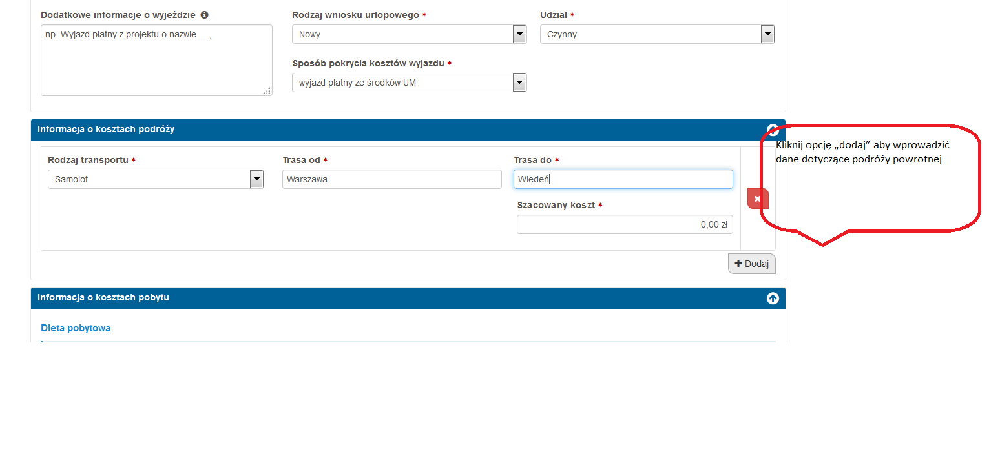 Dodatkowe informacje o wyjeździe
Rodzaj wniosku urlopowego *
Udział *
np. Wyjazd płatny z projektu o nazwie.....,
Nowy
Czynny
Sposób pokrycia kosztów wyjazdu *
wyjazd płatny ze środków UM
Informacja o kosztach podróży
Kliknij opcję „dodaj” aby wprowadzić
dane dotyczące podróży powrotnej
Rodzaj transportu *
Trasa od *
Trasa do *
Samolot
Warszawa
Wiedeń
Szacowany koszt *
0,00 zł
Dodaj
Informacja o kosztach pobytu
Dieta pobytowa